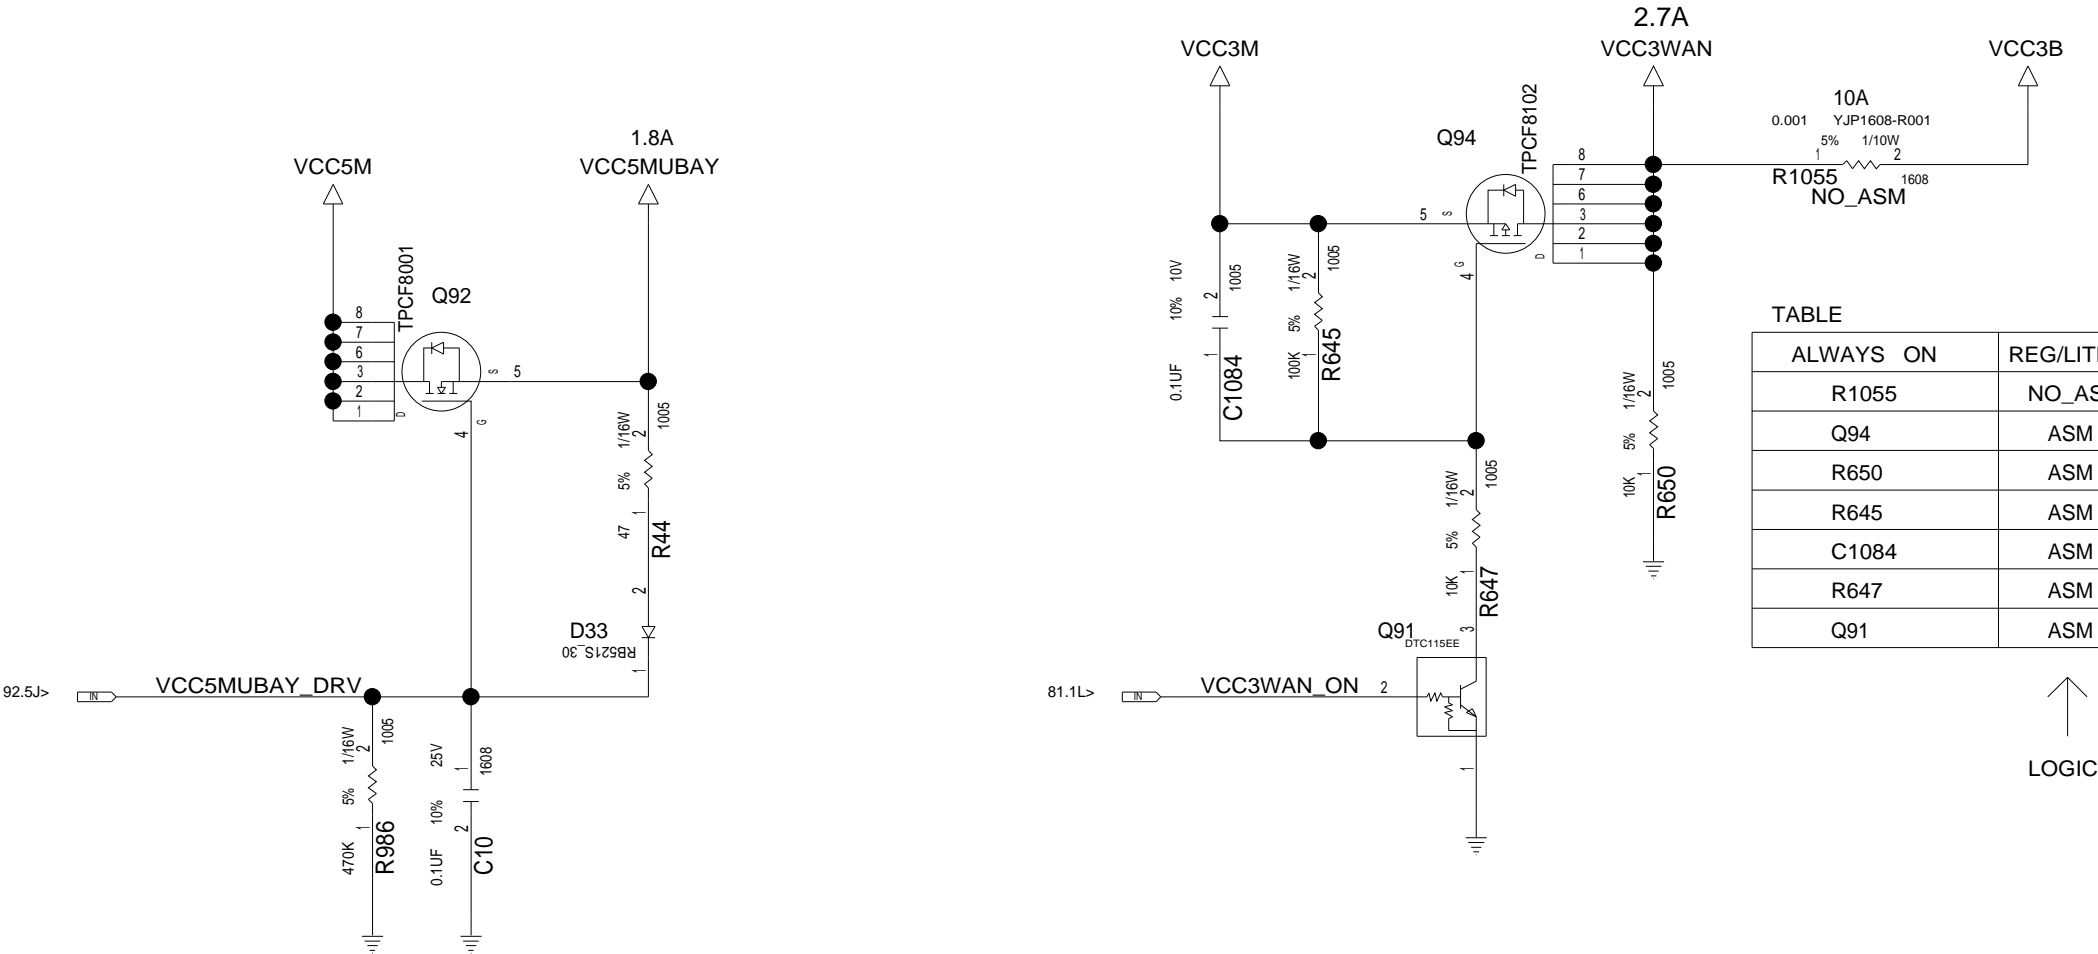 1.8A
VCC5M
VCC5MUBAY
TPCF8001
Q92
8
7
6
3
2
1
D
S
5
G
4
1/16W
2
1005
5%
47
1
R44
2
D33
RB521S_30
1
92.5J>
IN
VCC5MUBAY_DRV
1/16W
2
1005
5%
470K
1
R986
25V
1
1608
10%
0.1UF
2
C10
2.7A
VCC3M
VCC3WAN
VCC3B
10A
0.001 YJP1608-R001
5% 1/10W
1 2
R1055
1608
NO_ASM
Q94
TPCF8102
8
7
6
3
2
1
D
5
S
G
4
10V
10%
2
1005
0.1UF
1
C1084
1/16W
2
1005
5%
100K
1
R645
1/16W
2
1005
5%
10K
1
R647
1/16W
2
1005
5%
10K
1
R650
3
Q91
DTC115EE
81.1L>
IN
VCC3WAN_ON
2
1
TABLE
ALWAYS ON REG/LIT
R1055 NO_AS
Q94 ASM
R650 ASM
R645 ASM
C1084 ASM
R647 ASM
Q91 ASM
LOGIC